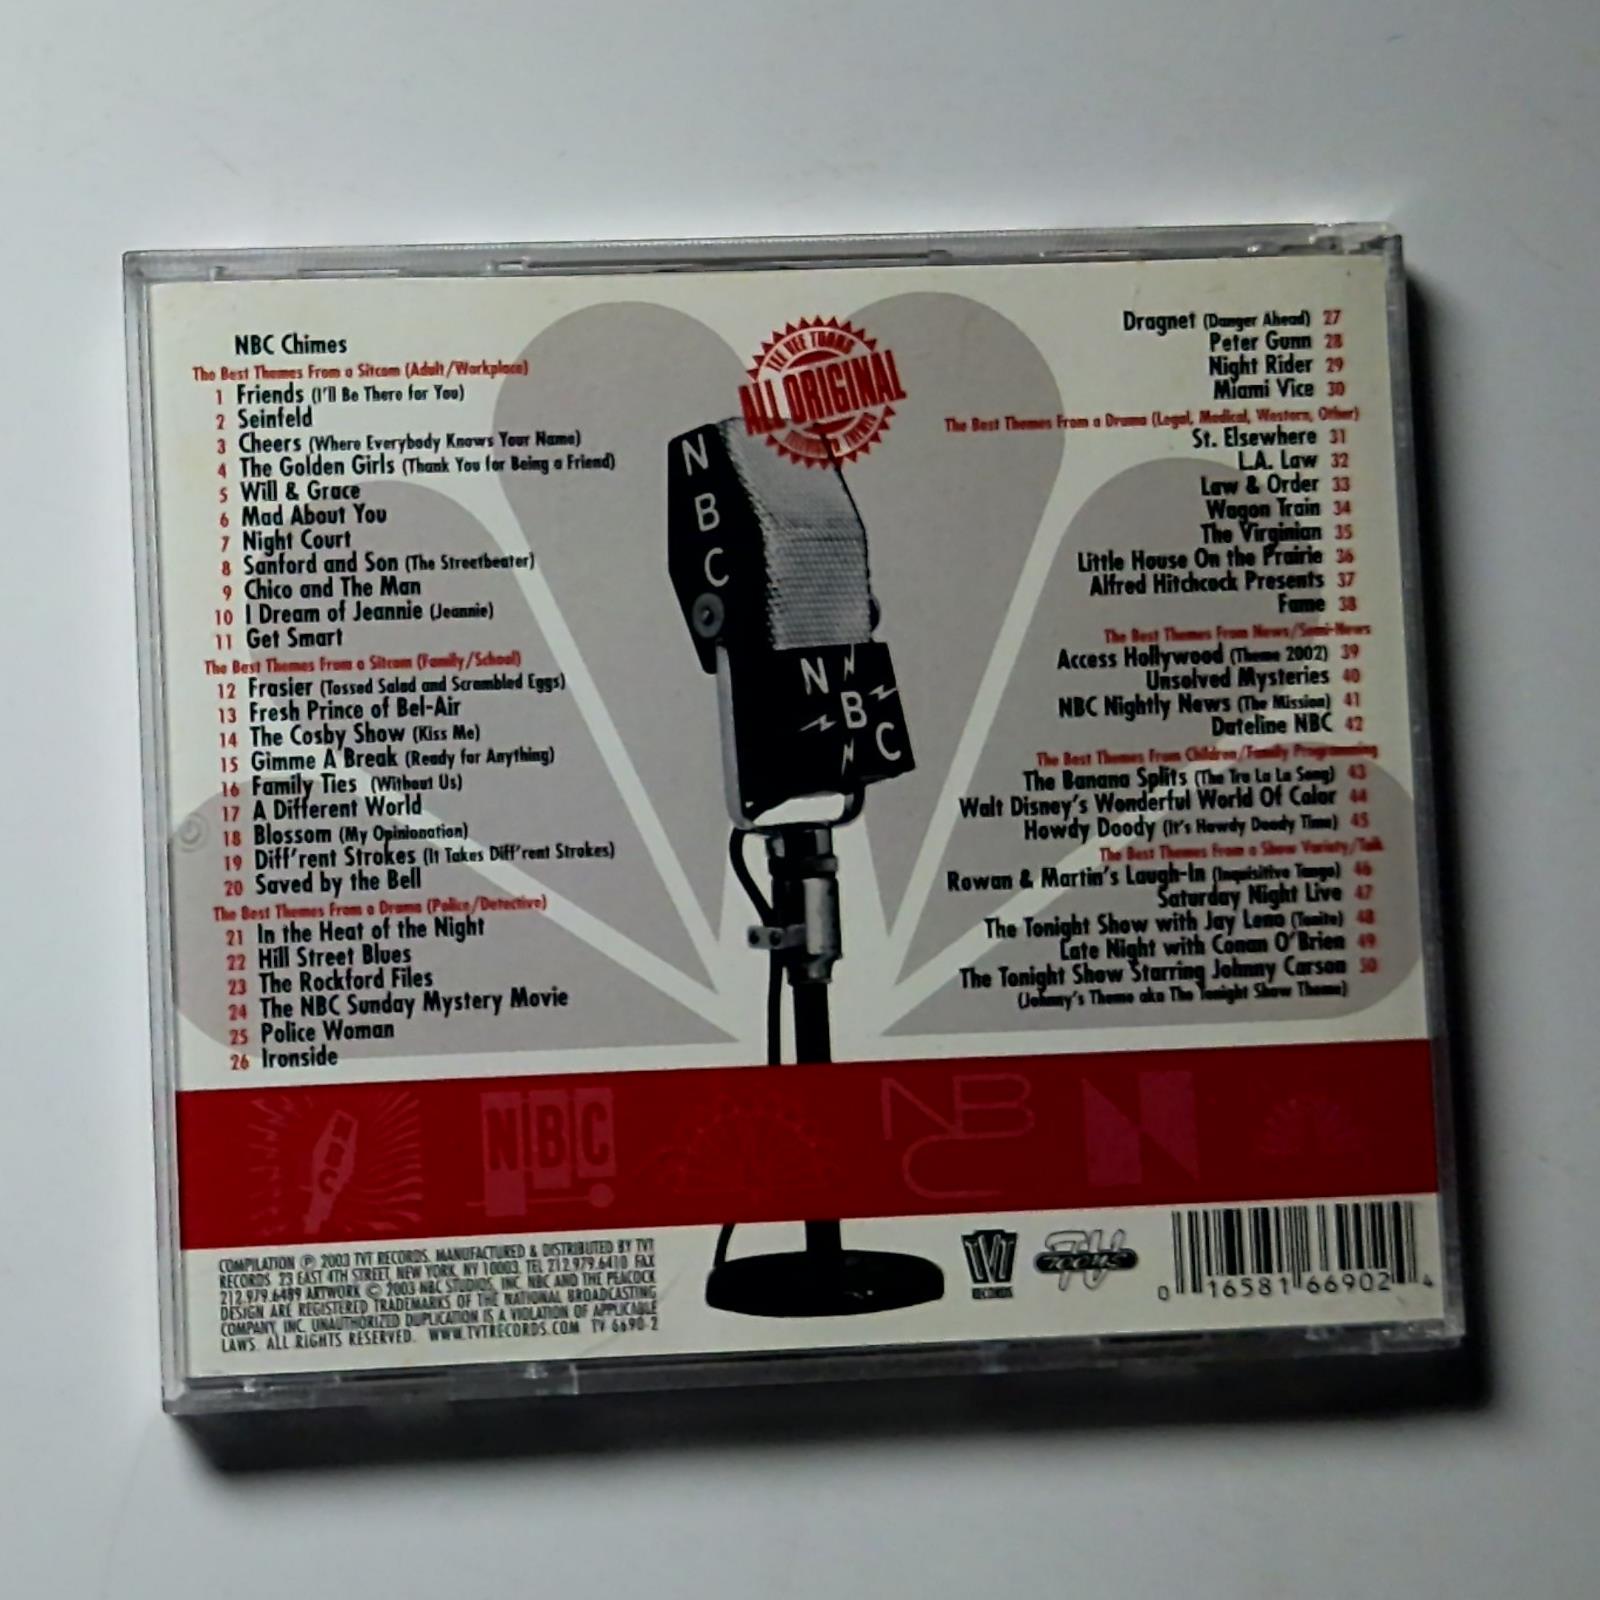 NBC Chimes
The Best Themes From a Sitcom (Adult/Workplace)
1 Friends (I'll Be There for You)
2 Seinfeld
3 Cheers (Where Everybody Knows Your Name)
4 The Golden Girls (Thank You for Being a Friend)
5 Will & Grace
6 Mad About You
7 Night Court
8 Sanford and Son (The Streetbeater)
9 Chico and The Man
10 I Dream of Jeannie (Jeannie)
11 Get Smart
The Best Themes From a Sitcom (Family/School)
12 Frasier (Tossed Salad and Scrambled Eggs)
13 Fresh Prince of Bel-Air
14 The Cosby Show (Kiss Me)
15 Gimme A Break (Ready for Anything)
16 Family Ties (Without Us)
17 A Different World
18 Blossom (My Opinionation)
19 Diff'rent Strokes (It Takes Diff'rent Strokes)
20 Saved by the Bell
The Best Themes From a Drama (Police/Detective)
21 In the Heat of the Night
22 Hill Street Blues
23 The Rockford Files
24 The NBC Sunday Mystery Movie
25 Police Woman
26 Ironside
TEE VEE TOONS
ALL ORIGINAL
THEMES
NBC
NBC
Dragnet (Danger Ahead) 27
Peter Gunn 28
Night Rider 29
Miami Vice 30
The Best Themes From a Drama (Legal, Medical, Western, Other)
St. Elsewhere 31
L.A. Law 32
Law & Order 33
Wagon Train 34
The Virginian 35
Little House On the Prairie 36
Alfred Hitchcock Presents 37
Fame 38
The Best Themes From News/Semi-News
Access Hollywood (Theme 2002) 39
Unsolved Mysteries 40
NBC Nightly News (The Mission) 41
Dateline NBC 42
The Best Themes From Children/Family Programming
The Banana Splits (The Tra La La Song) 43
Walt Disney's Wonderful World Of Color 44
Howdy Doody (It's Howdy Doody Time) 45
The Best Themes From a Show Variety/Talk
Rowan & Martin's Laugh-In (Inquisitive Tango) 46
Saturday Night Live 47
The Tonight Show with Jay Leno (Tonite) 48
Late Night with Conan O'Brien 49
The Tonight Show Starring Johnny Carson 50
(Johnny's Theme aka The Tonight Show Theme)
NBC
NBC
NBC
COMPILATION ℗ 2003 TVT RECORDS. MANUFACTURED & DISTRIBUTED BY TVT
RECORDS 23 EAST 4TH STREET, NEW YORK, NY 10003. TEL 212.979.6410 FAX
212.979.6489 ARTWORK © 2003 NBC STUDIOS, INC. NBC AND THE PEACOCK
DESIGN ARE REGISTERED TRADEMARKS OF THE NATIONAL BROADCASTING
COMPANY, INC. UNAUTHORIZED DUPLICATION IS A VIOLATION OF APPLICABLE
LAWS. ALL RIGHTS RESERVED. WWW.TVTRECORDS.COM TV 6690-2
TVT
RECORDS
TV
TOONS
0 16581 66902 4